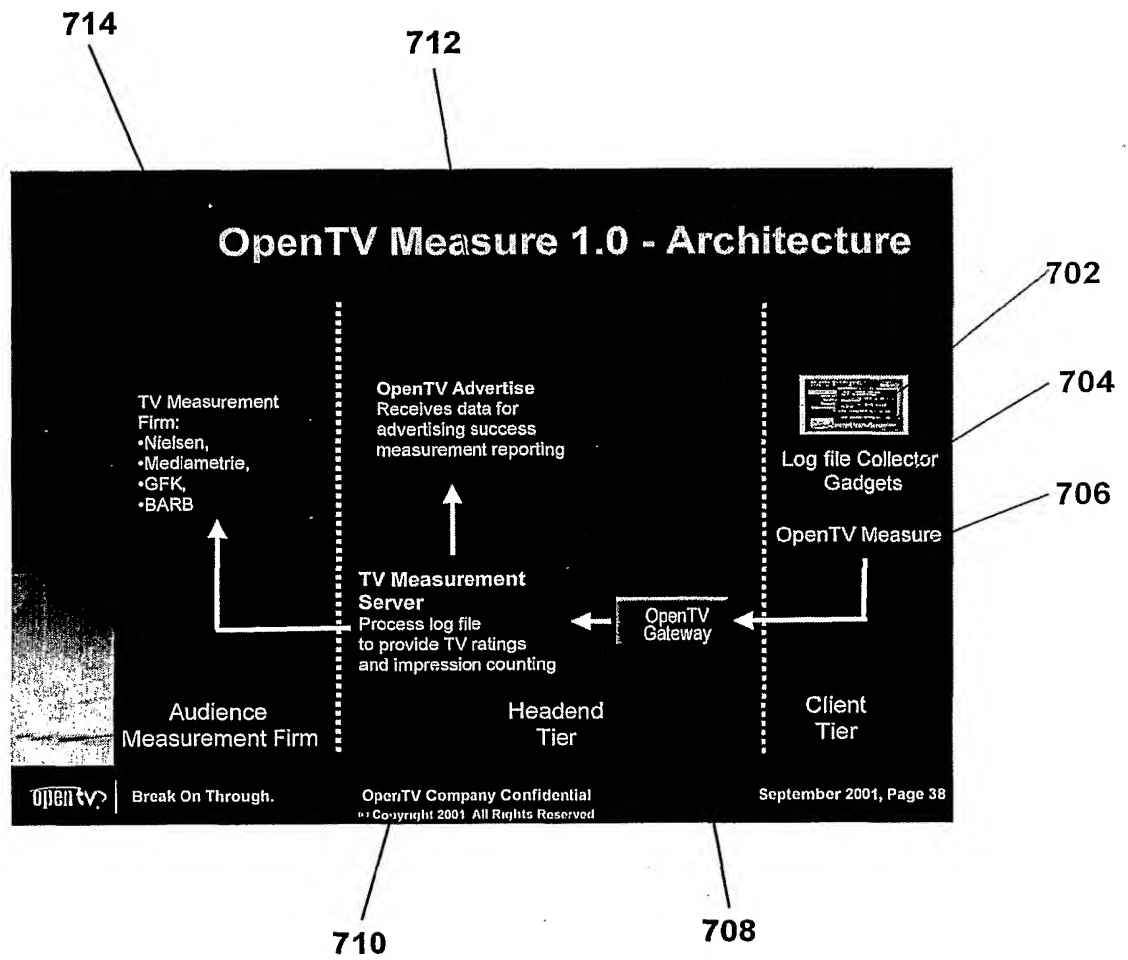 714
712
OpenTV Measure 1.0 - Architecture
702
704
706
TV Measurement
Firm:
•Nielsen,
•Mediametrie,
•GFK,
•BARB
OpenTV Advertise
Receives data for
advertising success
measurement reporting
Log file Collector
Gadgets
OpenTV Measure
TV Measurement
Server
Process log file
to provide TV ratings
and impression counting
OpenTV
Gateway
Audience
Measurement Firm
Headend
Tier
Client
Tier
opentv
Break On Through.
OpenTV Company Confidential
(c) Copyright 2001 All Rights Reserved
September 2001, Page 38
710
708